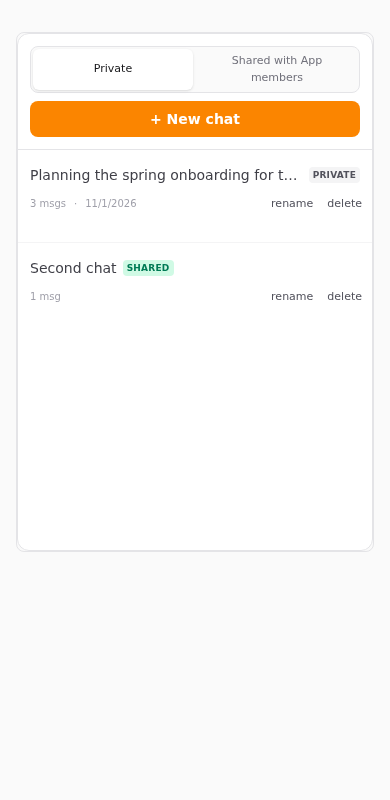 Private
Shared with App
members
+ New chat
Planning the spring onboarding for t... PRIVATE
3 msgs · 11/1/2026 rename delete
Second chat SHARED
1 msg rename delete